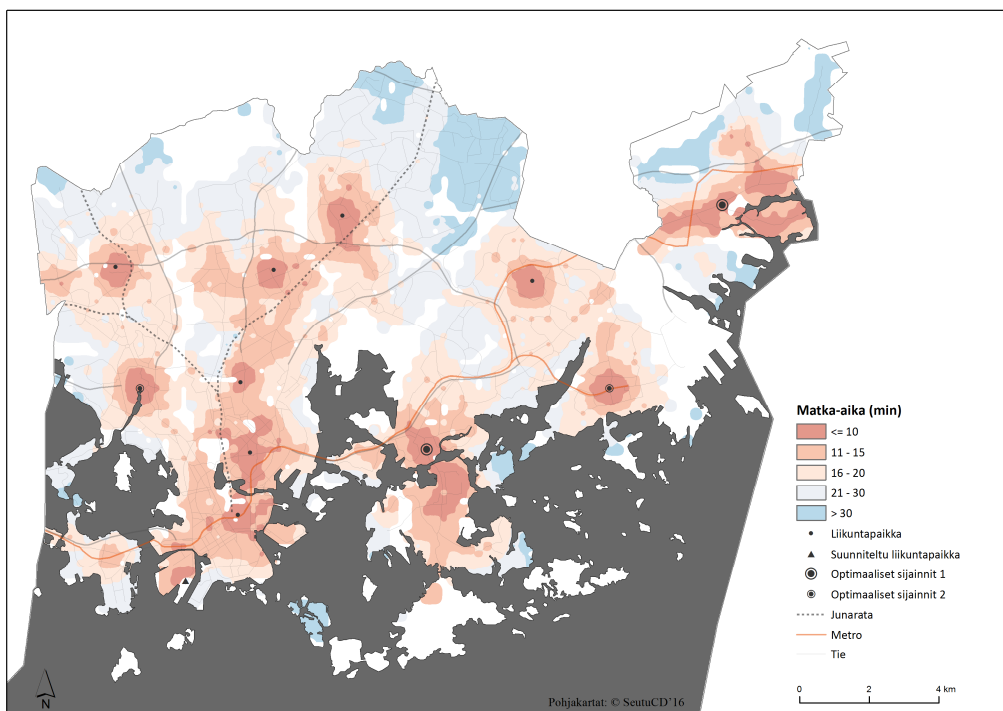 Matka-aika (min)
<= 10
11 - 15
16 - 20
21 - 30
> 30
Liikuntapaikka
Suunniteltu liikuntapaikka
Optimaaliset sijainnit 1
Optimaaliset sijainnit 2
Junarata
Metro
Tie
N
Pohjakartat: © SeutuCD'16
0 2 4 km